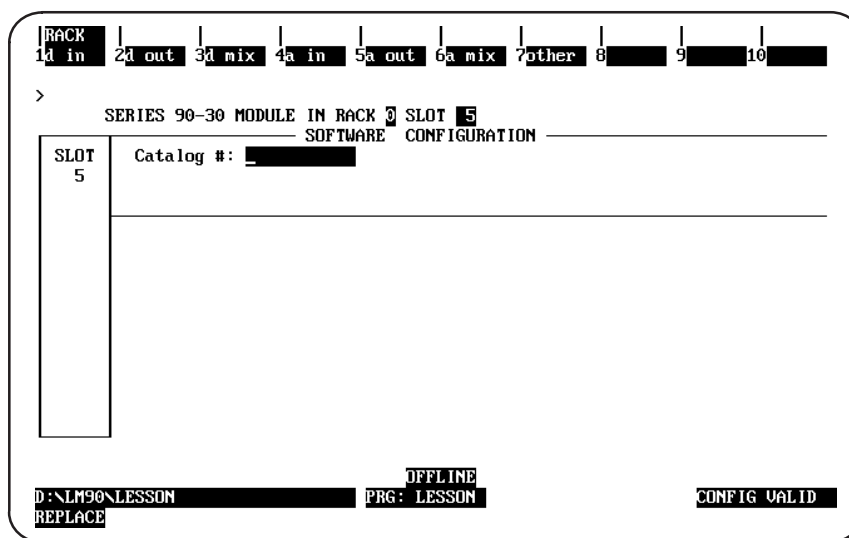 RACK
1d in 2d out 3d mix 4a in 5a out 6a mix 7other 8 9 10
>
SERIES 90-30 MODULE IN RACK 0 SLOT 5
SOFTWARE CONFIGURATION
SLOT Catalog #: _
5
OFFLINE
D:\LM90\LESSON PRG: LESSON CONFIG VALID
REPLACE